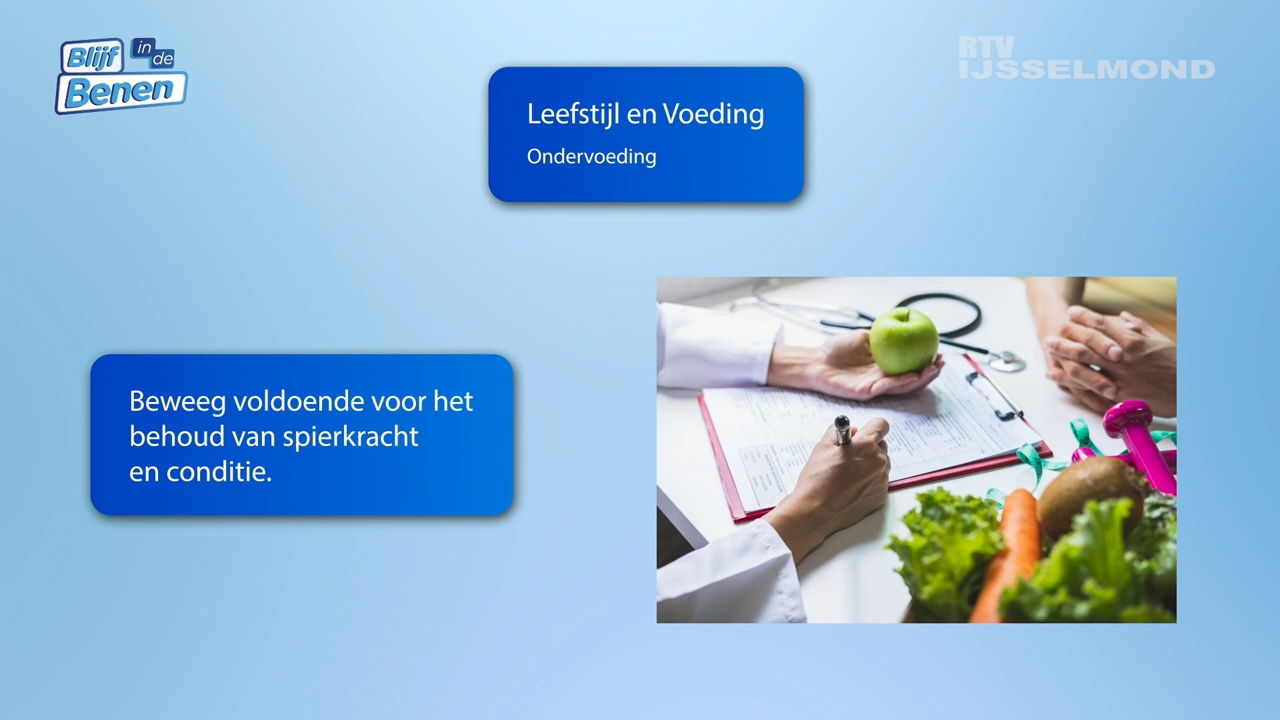 Blijf in de
Benen
RTV
IJSSELMOND
Leefstijl en Voeding
Ondervoeding
Beweeg voldoende voor het
behoud van spierkracht
en conditie.